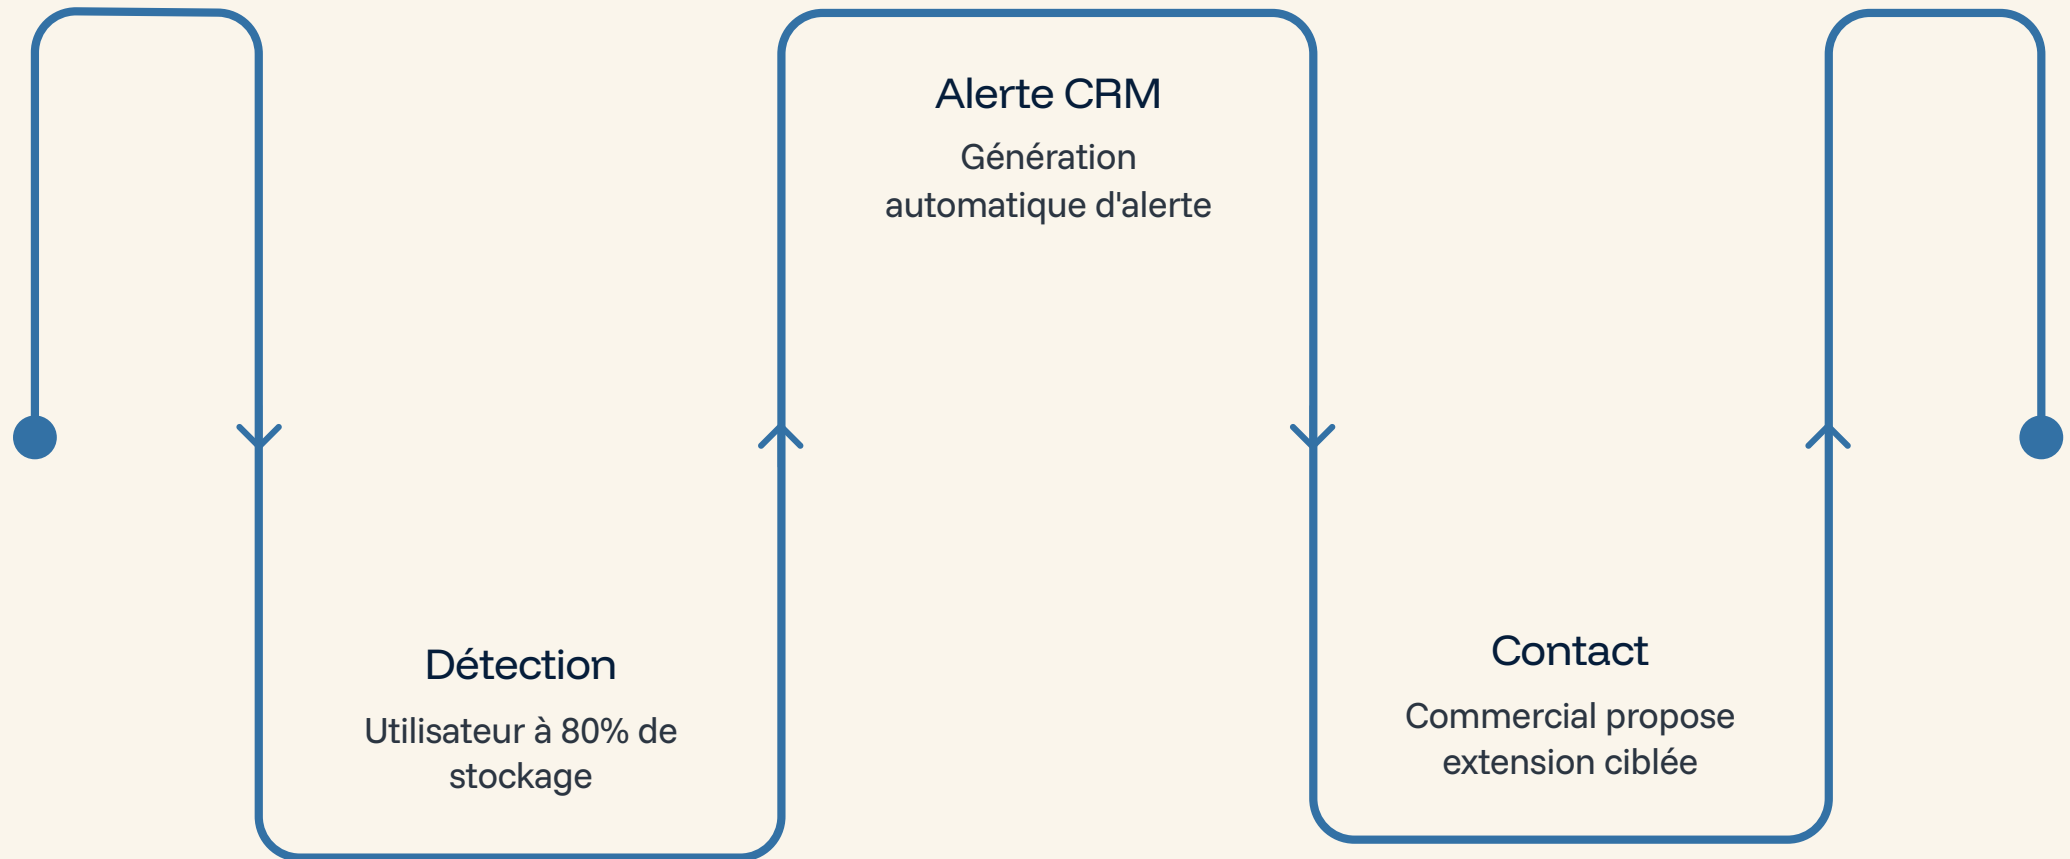 Alerte CRM
Génération
automatique d'alerte
Détection
Utilisateur à 80% de
stockage
Contact
Commercial propose
extension ciblée